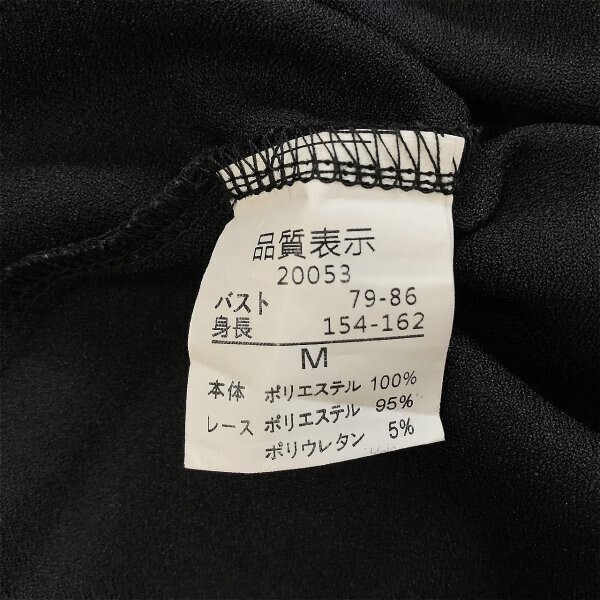 品質表示
20053
バスト 79-86
身長 154-162
M
本体 ポリエステル 100%
レース ポリエステル 95%
ポリウレタン 5%